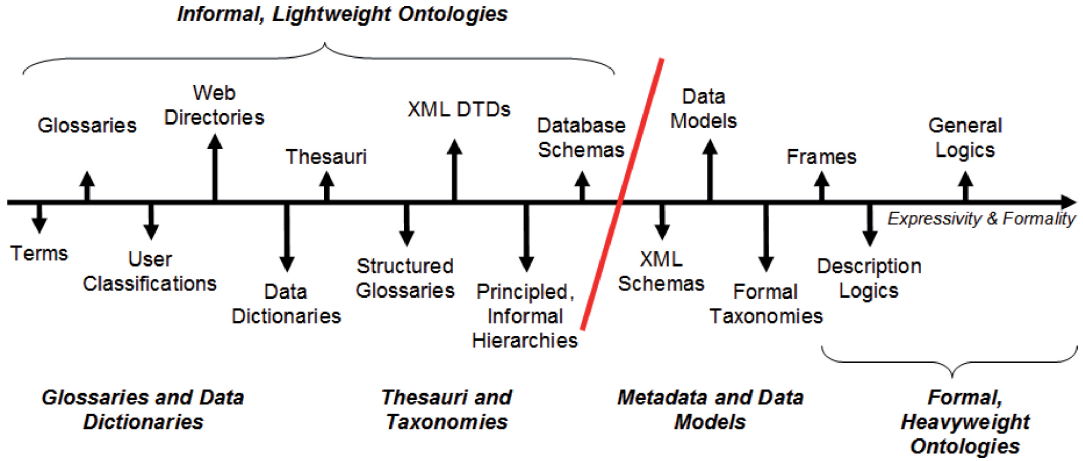 Informal, Lightweight Ontologies
Glossaries
Web
Directories
Thesauri
XML DTDs
Database
Schemas
Data
Models
Frames
General
Logics
Expressivity & Formality
Terms
User
Classifications
Data
Dictionaries
Structured
Glossaries
Principled,
Informal
Hierarchies
XML
Schemas
Formal
Taxonomies
Description
Logics
Glossaries and Data
Dictionaries
Thesauri and
Taxonomies
Metadata and Data
Models
Formal,
Heavyweight
Ontologies